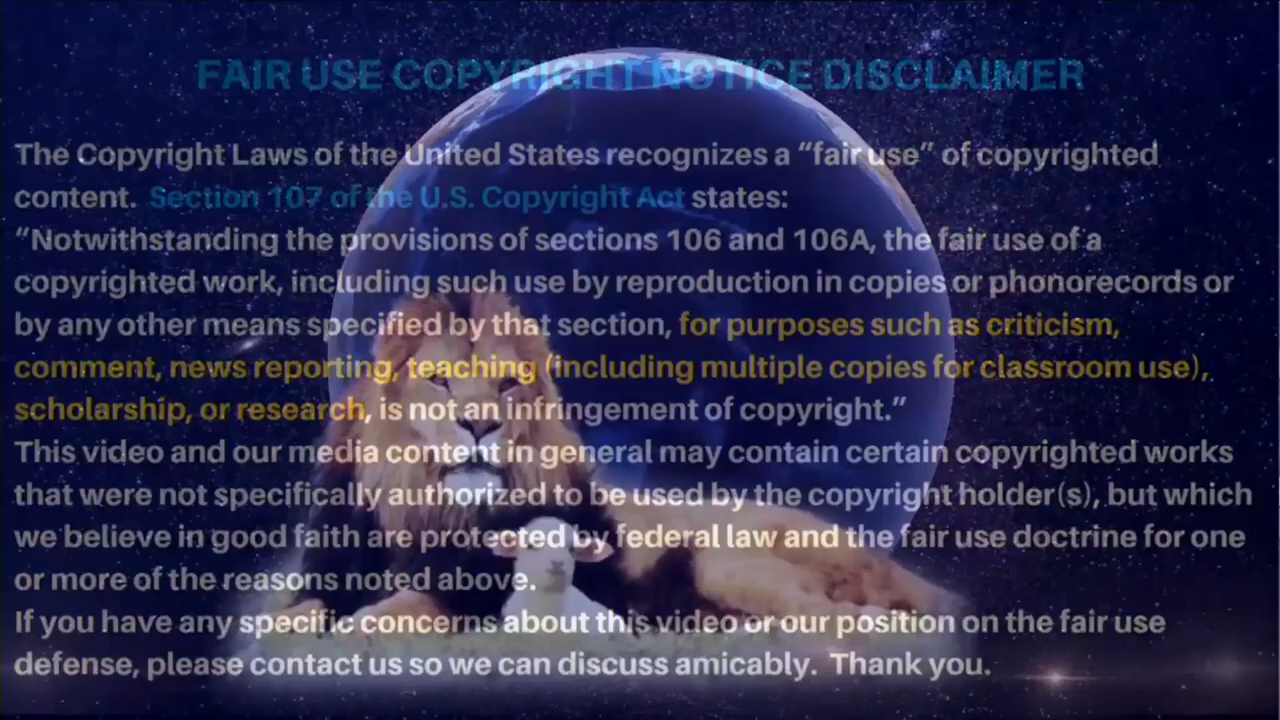 FAIR USE COPYRIGHT NOTICE DISCLAIMER
The Copyright Laws of the United States recognizes a “fair use” of copyrighted
content. Section 107 of the U.S. Copyright Act states:
“Notwithstanding the provisions of sections 106 and 106A, the fair use of a
copyrighted work, including such use by reproduction in copies or phonorecords or
by any other means specified by that section, for purposes such as criticism,
comment, news reporting, teaching (including multiple copies for classroom use),
scholarship, or research, is not an infringement of copyright.”
This video and our media content in general may contain certain copyrighted works
that were not specifically authorized to be used by the copyright holder(s), but which
we believe in good faith are protected by federal law and the fair use doctrine for one
or more of the reasons noted above.
If you have any specific concerns about this video or our position on the fair use
defense, please contact us so we can discuss amicably. Thank you.